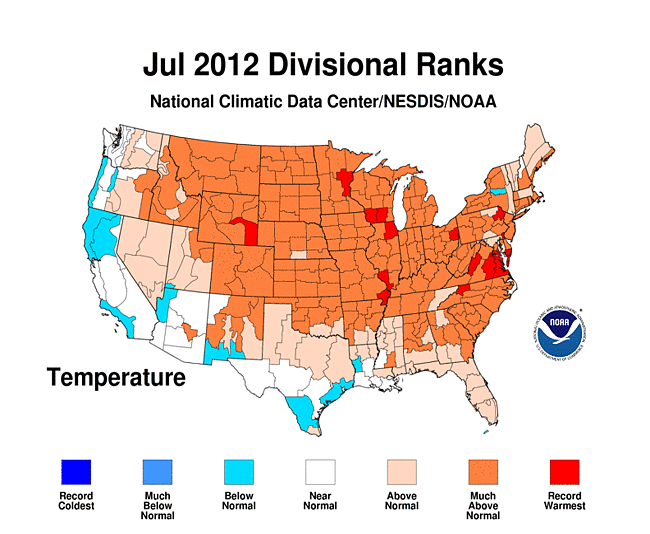 Jul 2012 Divisional Ranks
National Climatic Data Center/NESDIS/NOAA
NOAA
Temperature
Record
Coldest
Much
Below
Normal
Below
Normal
Near
Normal
Above
Normal
Much
Above
Normal
Record
Warmest